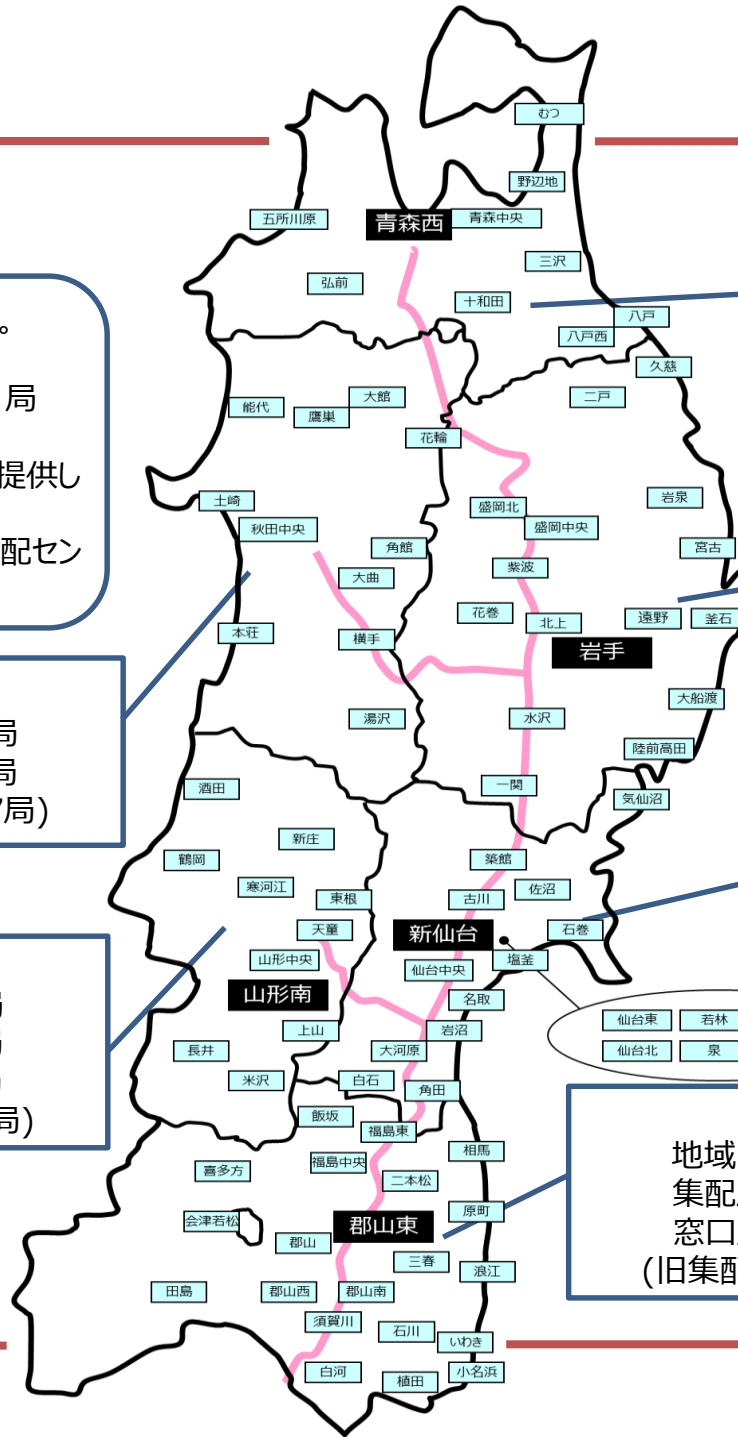 むつ
野辺地
五所川原
青森西
青森中央
三沢
弘前
十和田
八戸
八戸西
久慈
。
局
提供し
配セン
能代
鷹巣
大館
花輪
二戸
土崎
秋田中央
角館
大曲
盛岡北
盛岡中央
岩泉
宮古
紫波
花巻
北上
遠野
釜石
本荘
横手
岩手
湯沢
水沢
大船渡
陸前高田
一関
気仙沼
局
局
局)
酒田
新庄
鶴岡
寒河江
東根
天童
山形中央
山形南
上山
長井
米沢
築館
佐沼
古川
新仙台
石巻
仙台中央
塩釜
名取
岩沼
大河原
白石
角田
仙台東
若林
仙台北
泉
局)
飯坂
福島東
福島中央
相馬
喜多方
二本松
会津若松
郡山東
原町
郡山
三春
浪江
田島
郡山西
郡山南
須賀川
石川
いわき
白河
植田
小名浜
地域
集配
窓口
(旧集配